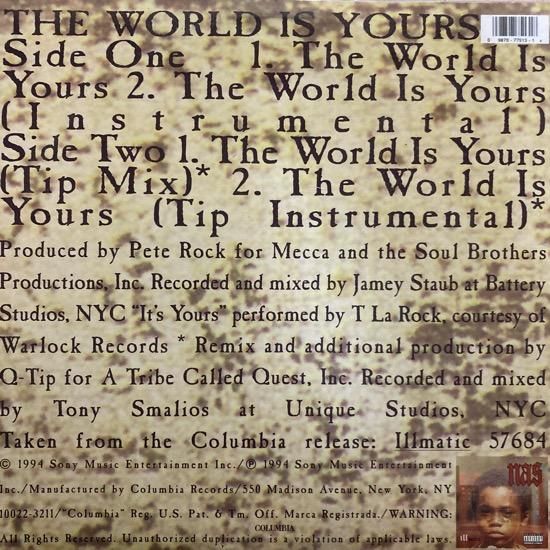 THE WORLD IS YOURS
Side One 1. The World Is
Yours 2. The World Is Yours
(Instrumental)
Side Two 1. The World Is Yours
(Tip Mix)* 2. The World Is
Yours (Tip Instrumental)*
Produced by Pete Rock for Mecca and the Soul Brothers
Productions, Inc. Recorded and mixed by Jamey Staub at Battery
Studios, NYC "It's Yours" performed by T La Rock, courtesy of
Warlock Records * Remix and additional production by
Q-Tip for A Tribe Called Quest, Inc. Recorded and mixed
by Tony Smalios at Unique Studios, NYC
Taken from the Columbia release: Illmatic 57684
© 1994 Sony Music Entertainment Inc./℗ 1994 Sony Music Entertainment
Inc./Manufactured by Columbia Records/550 Madison Avenue, New York, NY
10022-3211/"Columbia" Reg. U.S. Pat. & Tm. Off. Marca Registrada./WARNING:
COLUMBIA
All Rights Reserved. Unauthorized duplication is a violation of applicable laws.
nas